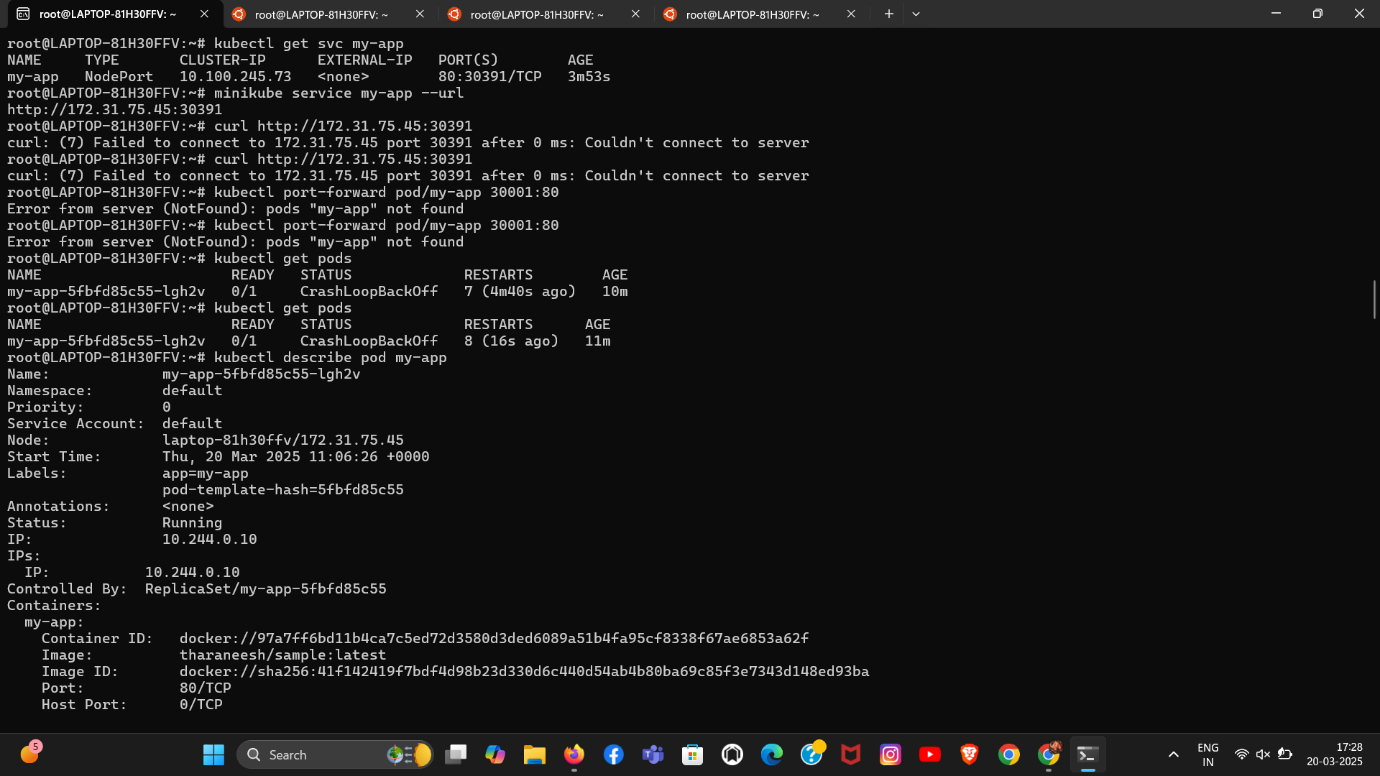 root@LAPTOP-81H30FFV: ~
root@LAPTOP-81H30FFV: ~
root@LAPTOP-81H30FFV: ~
root@LAPTOP-81H30FFV: ~
root@LAPTOP-81H30FFV:~# kubectl get svc my-app
NAME TYPE CLUSTER-IP EXTERNAL-IP PORT(S) AGE
my-app NodePort 10.100.245.73 <none> 80:30391/TCP 3m53s
root@LAPTOP-81H30FFV:~# minikube service my-app --url
http://172.31.75.45:30391
root@LAPTOP-81H30FFV:~# curl http://172.31.75.45:30391
curl: (7) Failed to connect to 172.31.75.45 port 30391 after 0 ms: Couldn't connect to server
root@LAPTOP-81H30FFV:~# curl http://172.31.75.45:30391
curl: (7) Failed to connect to 172.31.75.45 port 30391 after 0 ms: Couldn't connect to server
root@LAPTOP-81H30FFV:~# kubectl port-forward pod/my-app 30001:80
Error from server (NotFound): pods "my-app" not found
root@LAPTOP-81H30FFV:~# kubectl port-forward pod/my-app 30001:80
Error from server (NotFound): pods "my-app" not found
root@LAPTOP-81H30FFV:~# kubectl get pods
NAME READY STATUS RESTARTS AGE
my-app-5fbfd85c55-lgh2v 0/1 CrashLoopBackOff 7 (4m40s ago) 10m
root@LAPTOP-81H30FFV:~# kubectl get pods
NAME READY STATUS RESTARTS AGE
my-app-5fbfd85c55-lgh2v 0/1 CrashLoopBackOff 8 (16s ago) 11m
root@LAPTOP-81H30FFV:~# kubectl describe pod my-app
Name: my-app-5fbfd85c55-lgh2v
Namespace: default
Priority: 0
Service Account: default
Node: laptop-81h30ffv/172.31.75.45
Start Time: Thu, 20 Mar 2025 11:06:26 +0000
Labels: app=my-app
pod-template-hash=5fbfd85c55
Annotations: <none>
Status: Running
IP: 10.244.0.10
IPs:
IP: 10.244.0.10
Controlled By: ReplicaSet/my-app-5fbfd85c55
Containers:
my-app:
Container ID: docker://97a7ff6bd11b4ca7c5ed72d3580d3ded6089a51b4fa95cf8338f67ae6853a62f
Image: tharaneesh/sample:latest
Image ID: docker://sha256:41f142419f7bdf4d98b23d330d6c440d54ab4b80ba69c85f3e7343d148ed93ba
Port: 80/TCP
Host Port: 0/TCP
5
Search
ENG
IN
17:28
20-03-2025